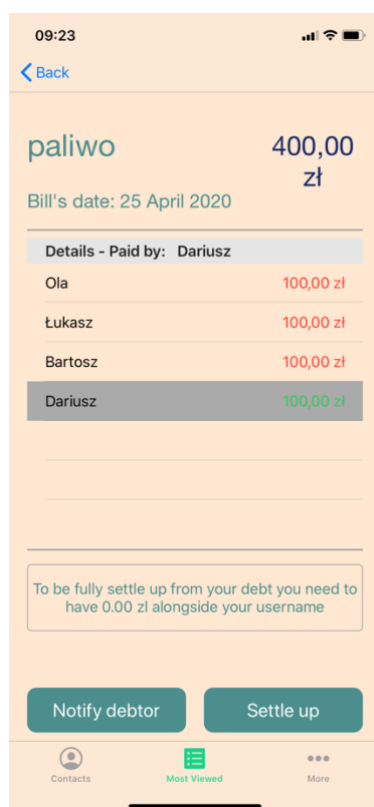 09:23
Back
paliwo
400,00
zł
Bill's date: 25 April 2020
Details - Paid by: Dariusz
Ola 100,00 zł
Łukasz 100,00 zł
Bartosz 100,00 zł
Dariusz 100,00 zł
To be fully settle up from your debt you need to
have 0.00 zl alongside your username
Notify debtor
Settle up
Contacts
Most Viewed
More